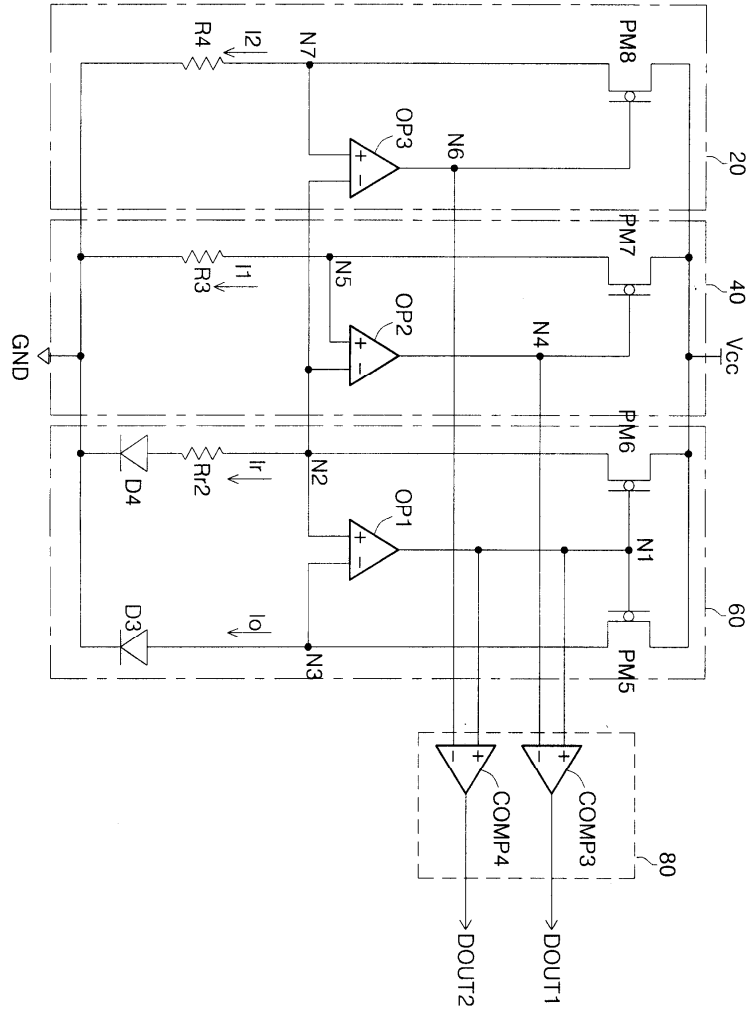 20
40
Vcc
60
PM8
PM7
PM6
PM5
N1
N4
N6
OP3
OP2
OP1
+
−
+
−
+
−
N7
N5
N2
N3
I2
I1
Ir
Io
R4
R3
Rr2
D4
D3
GND
80
+
−
COMP3
DOUT1
+
−
COMP4
DOUT2